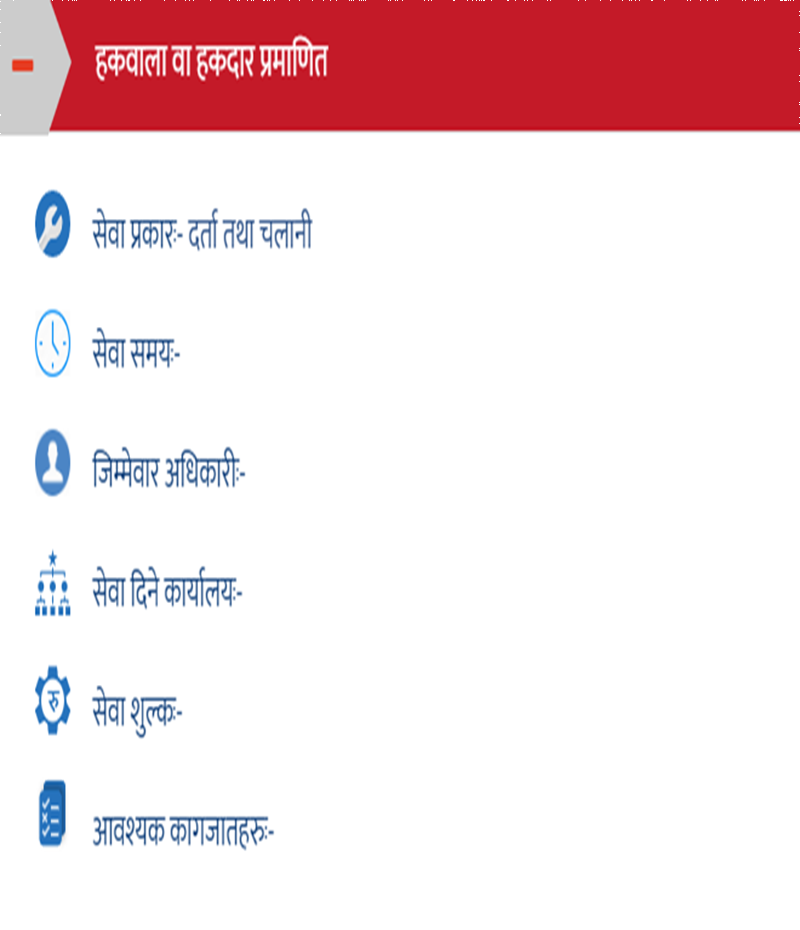 हकवाला वा हकदार प्रमाणित
सेवा प्रकारः- दर्ता तथा चलानी
सेवा समयः-
जिम्मेवार अधिकारीः-
सेवा दिने कार्यालयः-
रु
सेवा शुल्कः-
आवश्यक कागजातहरुः-